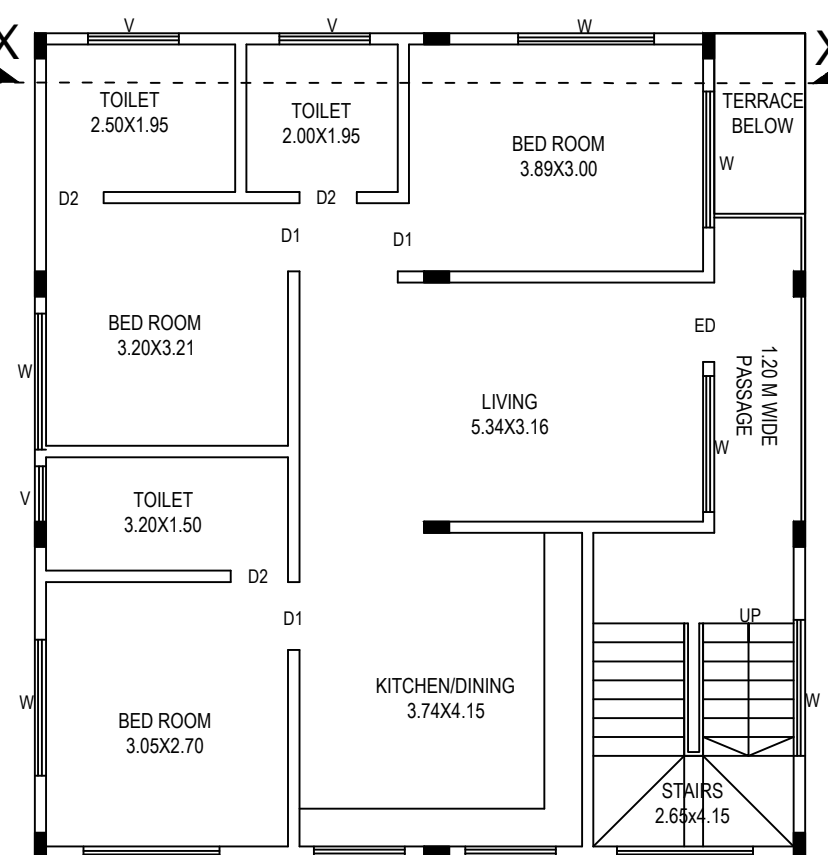 V
V
W
X
X
TOILET
2.50X1.95
TOILET
2.00X1.95
BED ROOM
3.89X3.00
TERRACE
BELOW
W
D2
D2
D1
D1
BED ROOM
3.20X3.21
ED
W
LIVING
5.34X3.16
1.20 M WIDE
PASSAGE
W
V
TOILET
3.20X1.50
D2
D1
UP
KITCHEN/DINING
3.74X4.15
W
W
BED ROOM
3.05X2.70
STAIRS
2.65x4.15